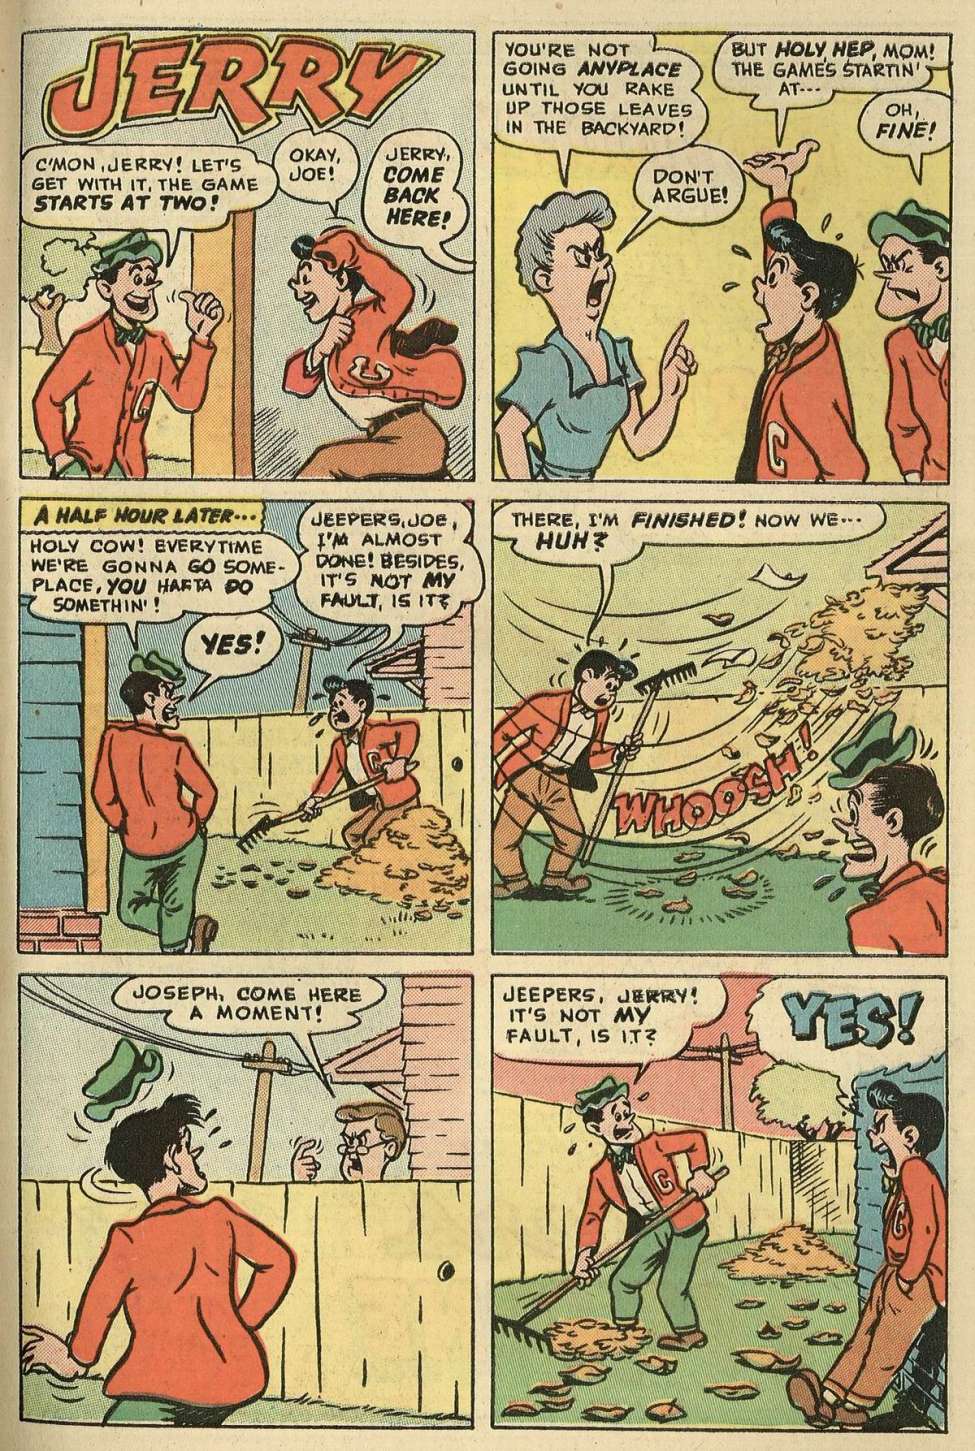 JERRY
C'MON, JERRY! LET'S
GET WITH IT, THE GAME
STARTS AT TWO!
OKAY,
JOE!
JERRY,
COME
BACK
HERE!
C
C
YOU'RE NOT
GOING ANYPLACE
UNTIL YOU RAKE
UP THOSE LEAVES
IN THE BACKYARD!
BUT HOLY HEP, MOM!
THE GAME'S STARTIN'
AT---
DON'T
ARGUE!
OH,
FINE!
C
A HALF HOUR LATER---
HOLY COW! EVERYTIME
WE'RE GONNA GO SOME-
PLACE, YOU HAFTA DO
SOMETHIN'!
YES!
JEEPERS, JOE,
I'M ALMOST
DONE! BESIDES,
IT'S NOT MY
FAULT, IS IT?
C
THERE, I'M FINISHED! NOW WE---
HUH?
WHOOSH!
JOSEPH, COME HERE
A MOMENT!
JEEPERS, JERRY!
IT'S NOT MY
FAULT, IS IT?
YES!
C
C